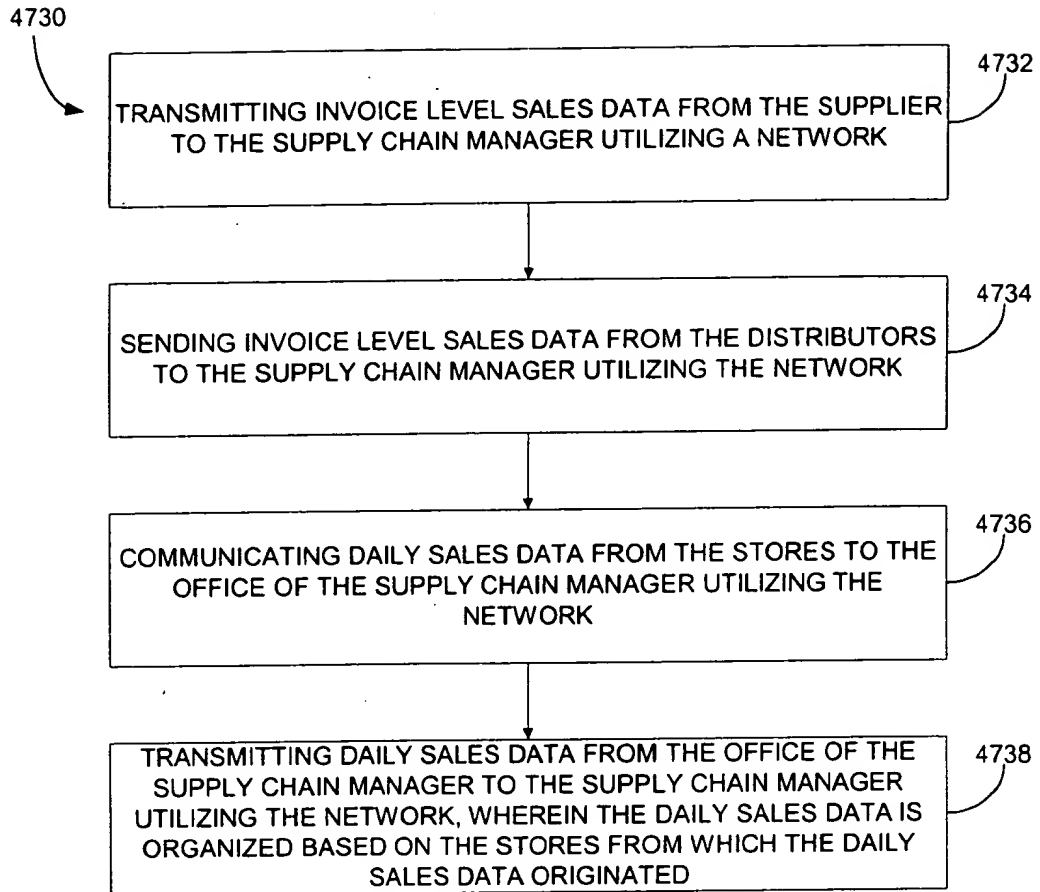 4730
4732
TRANSMITTING INVOICE LEVEL SALES DATA FROM THE SUPPLIER
TO THE SUPPLY CHAIN MANAGER UTILIZING A NETWORK
4734
SENDING INVOICE LEVEL SALES DATA FROM THE DISTRIBUTORS
TO THE SUPPLY CHAIN MANAGER UTILIZING THE NETWORK
4736
COMMUNICATING DAILY SALES DATA FROM THE STORES TO THE
OFFICE OF THE SUPPLY CHAIN MANAGER UTILIZING THE
NETWORK
4738
TRANSMITTING DAILY SALES DATA FROM THE OFFICE OF THE
SUPPLY CHAIN MANAGER TO THE SUPPLY CHAIN MANAGER
UTILIZING THE NETWORK, WHEREIN THE DAILY SALES DATA IS
ORGANIZED BASED ON THE STORES FROM WHICH THE DAILY
SALES DATA ORIGINATED